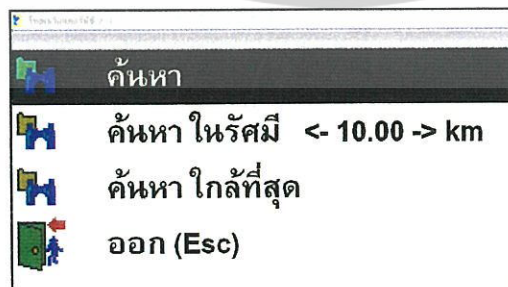 ค้นหา
ค้นหา ในรัศมี <- 10.00 -> km
ค้นหา ใกล้ที่สุด
ออก (Esc)